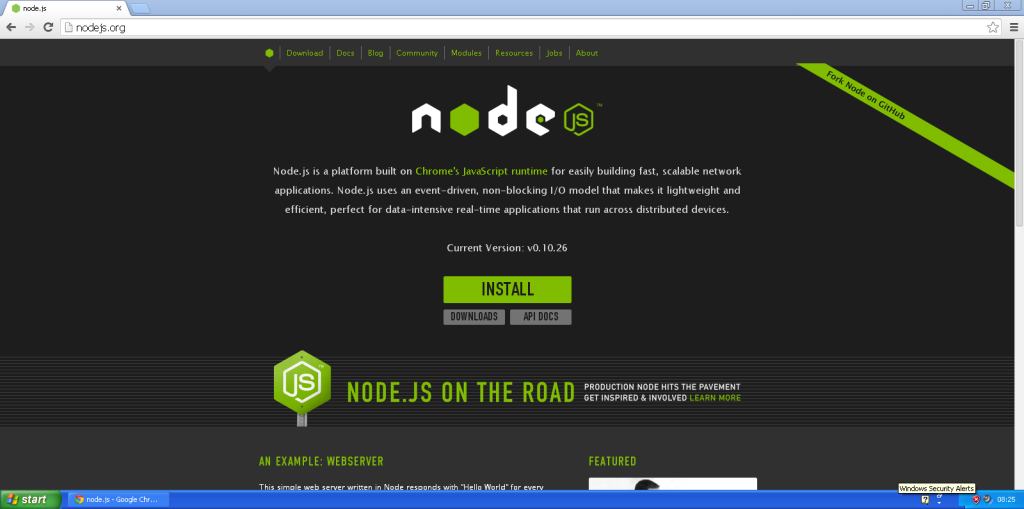 node.js
nodejs.org
Download Docs Blog Community Modules Resources Jobs About
Fork Node on GitHub
node JS ™
Node.js is a platform built on Chrome's JavaScript runtime for easily building fast, scalable network
applications. Node.js uses an event-driven, non-blocking I/O model that makes it lightweight and
efficient, perfect for data-intensive real-time applications that run across distributed devices.
Current Version: v0.10.26
INSTALL
DOWNLOADS API DOCS
JS
NODE.JS ON THE ROAD
PRODUCTION NODE HITS THE PAVEMENT
GET INSPIRED & INVOLVED LEARN MORE
AN EXAMPLE: WEBSERVER
FEATURED
This simple web server written in Node responds with "Hello World" for every
Windows Security Alerts
start
node.js - Google Chr...
08:25